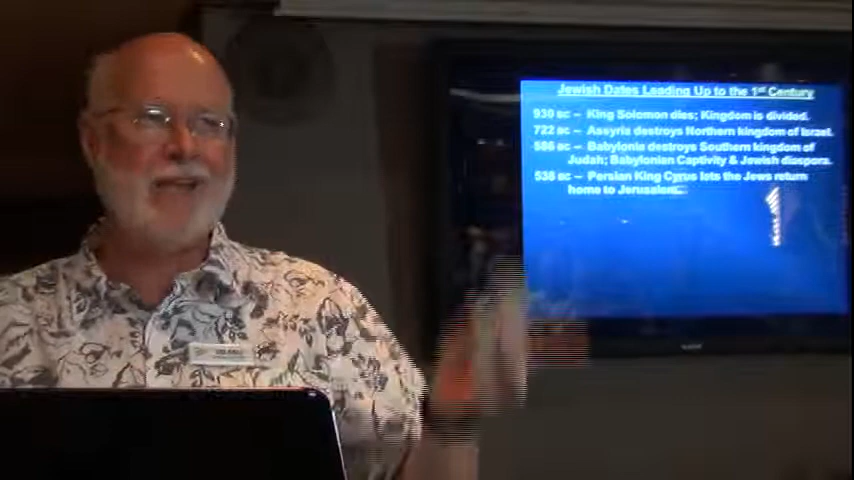 Jewish Dates Leading Up to the 1st Century
930 BC – King Solomon dies; Kingdom is divided.
722 BC – Assyria destroys Northern kingdom of Israel.
586 BC – Babylonia destroys Southern kingdom of
Judah; Babylonian Captivity & Jewish diaspora.
538 BC – Persian King Cyrus lets the Jews return
home to Jerusalem.